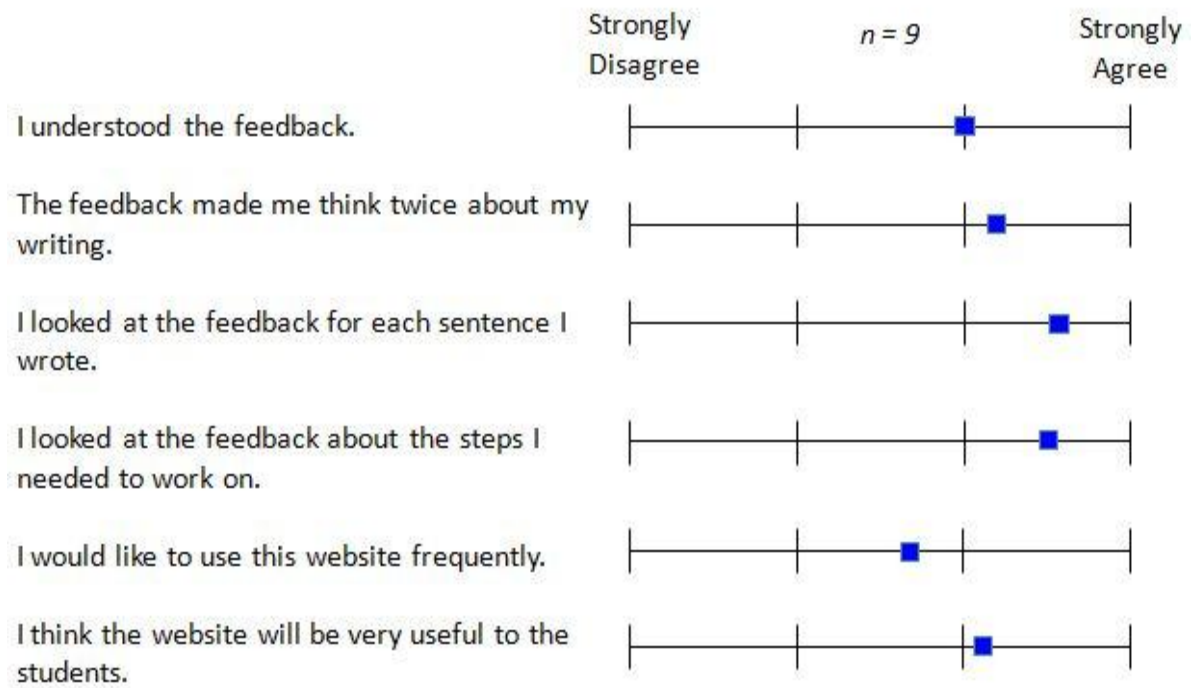 Strongly
Disagree
n = 9
Strongly
Agree
I understood the feedback.
The feedback made me think twice about my
writing.
I looked at the feedback for each sentence I
wrote.
I looked at the feedback about the steps I
needed to work on.
I would like to use this website frequently.
I think the website will be very useful to the
students.